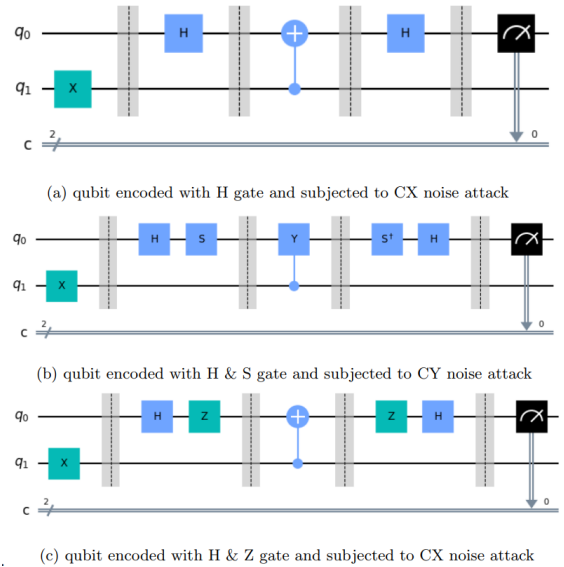 q₀ H H
q₁ X
c 2 0
(a) qubit encoded with H gate and subjected to CX noise attack
q₀ H S Y S† H
q₁ X
c 2 0
(b) qubit encoded with H & S gate and subjected to CY noise attack
q₀ H Z Z H
q₁ X
c 2 0
(c) qubit encoded with H & Z gate and subjected to CX noise attack